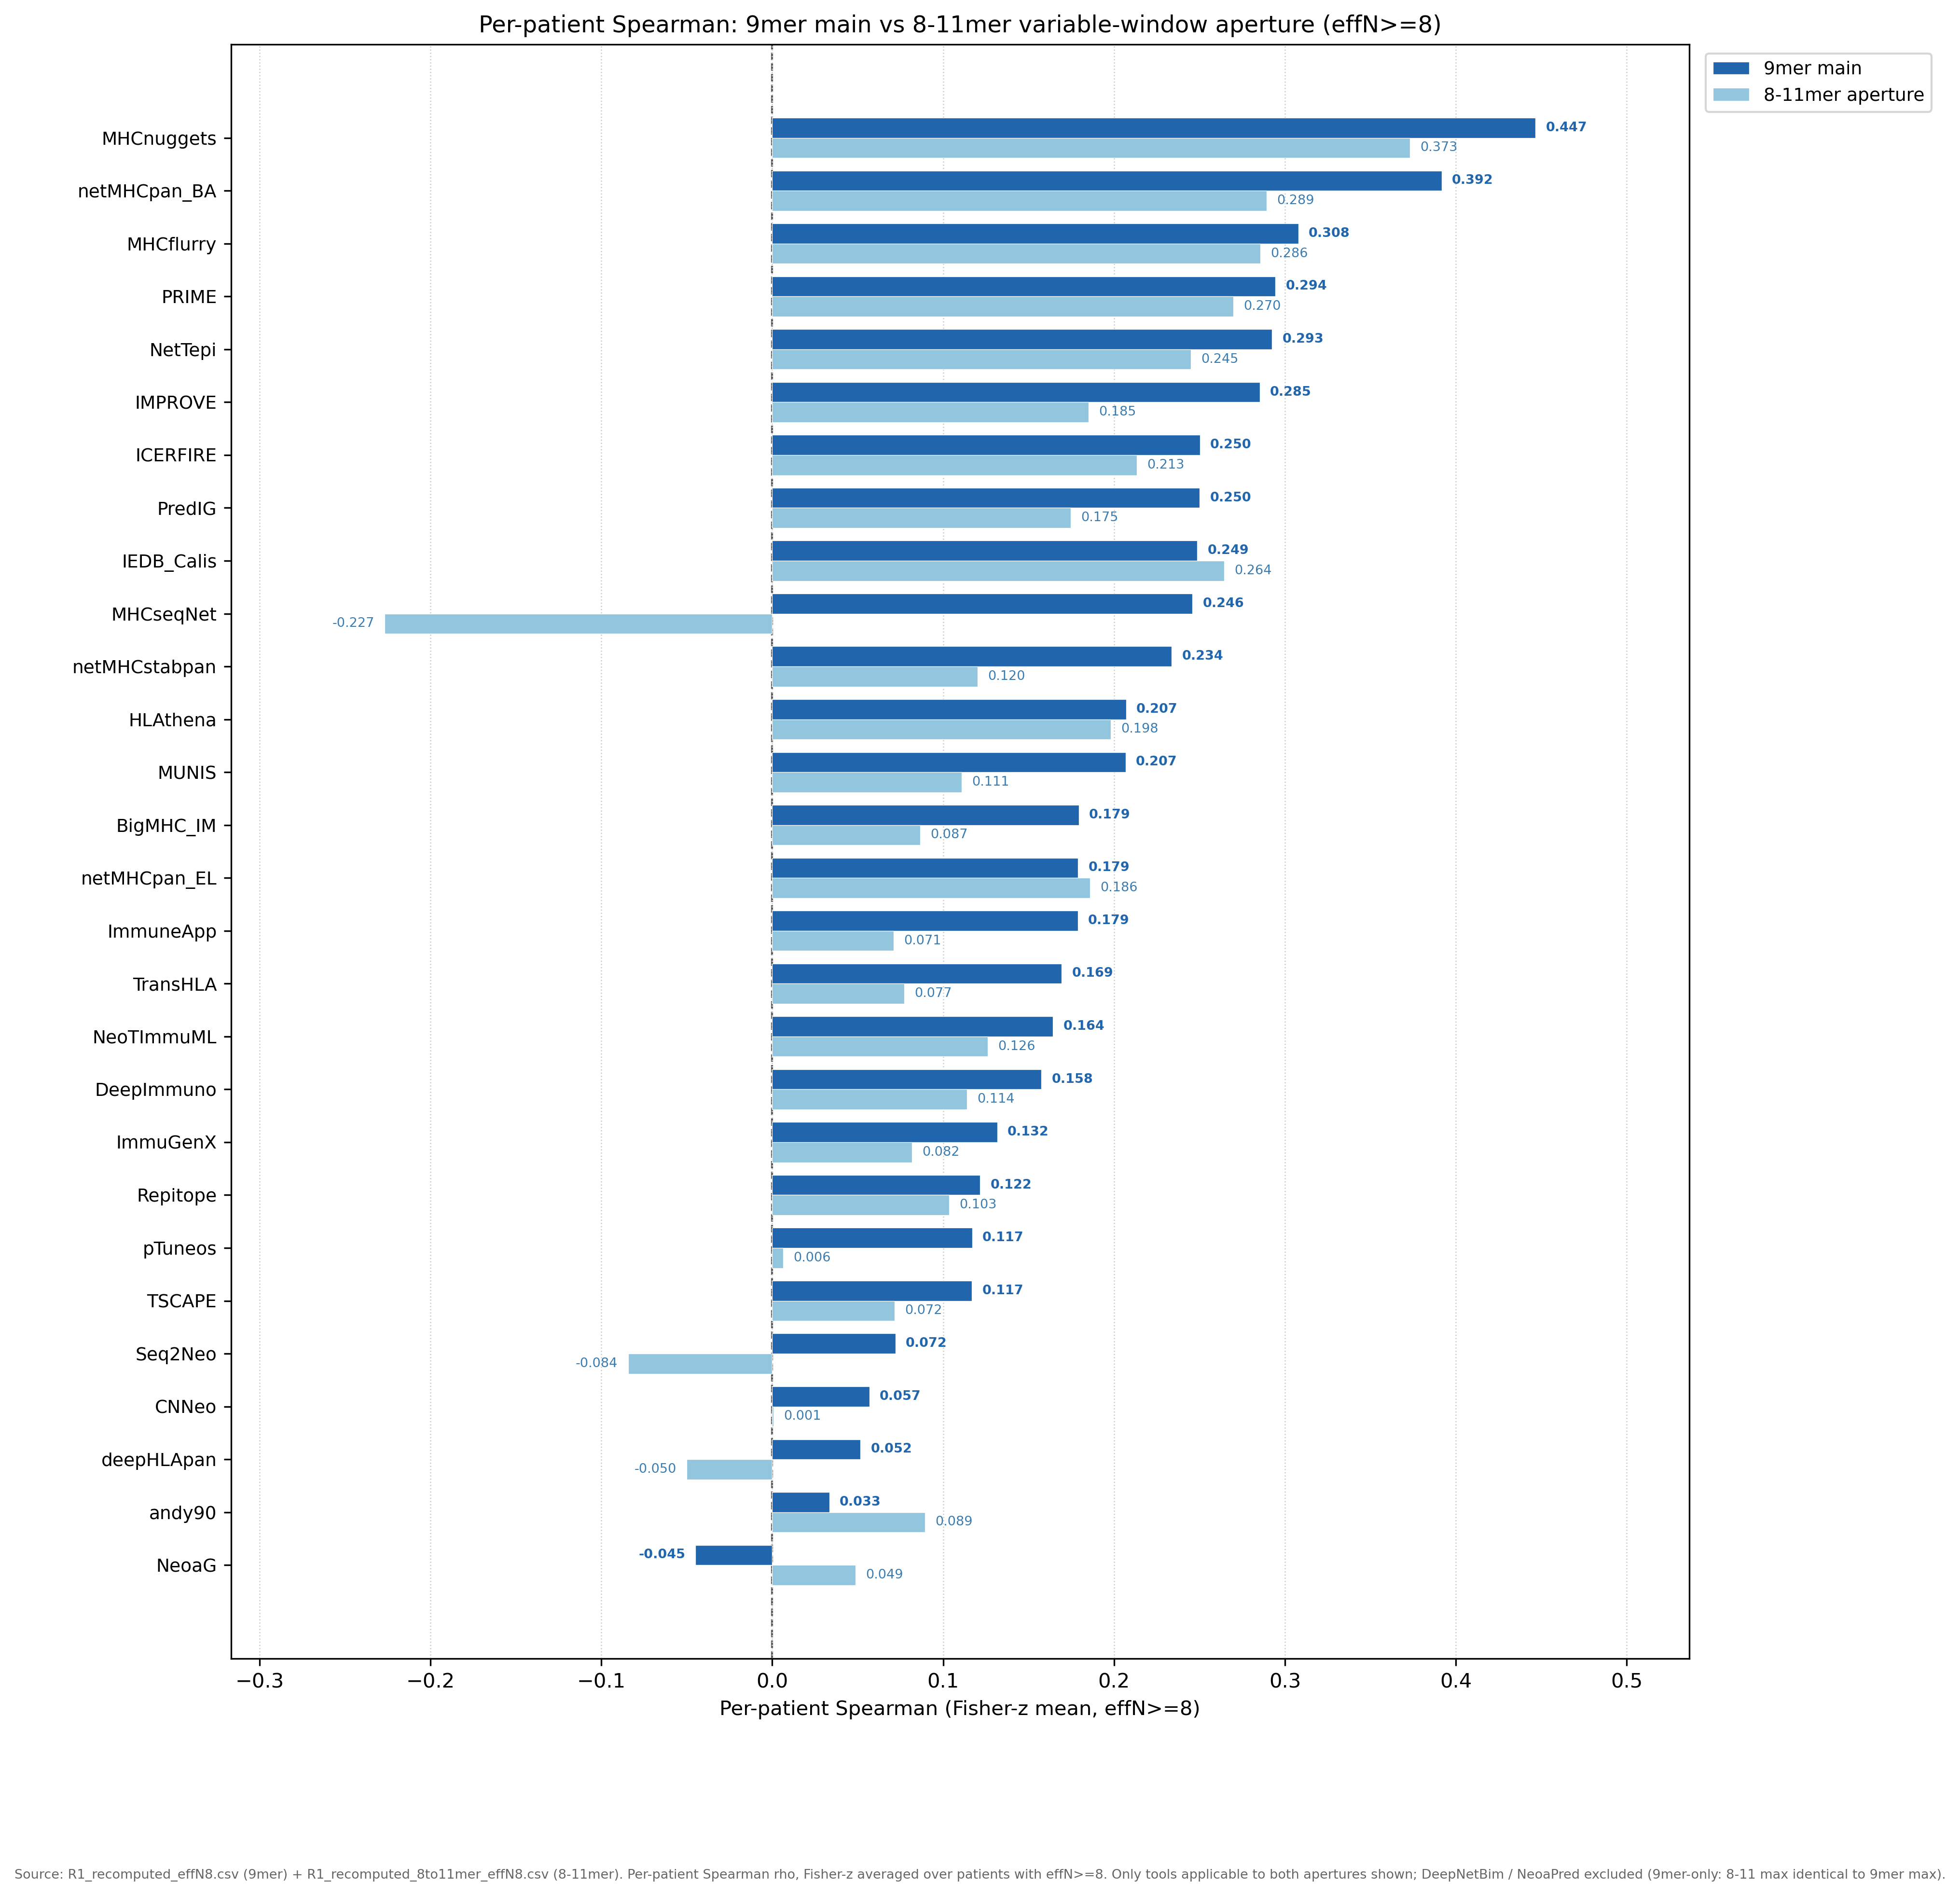 Per-patient Spearman: 9mer main vs 8-11mer variable-window aperture (effN>=8)
9mer main
8-11mer aperture
MHCnuggets
0.447
0.373
netMHCpan_BA
0.392
0.289
MHCflurry
0.308
0.286
PRIME
0.294
0.270
NetTepi
0.293
0.245
IMPROVE
0.285
0.185
ICERFIRE
0.250
0.213
PredIG
0.250
0.175
IEDB_Calis
0.249
0.264
MHCseqNet
0.246
-0.227
netMHCstabpan
0.234
0.120
HLAthena
0.207
0.198
MUNIS
0.207
0.111
BigMHC_IM
0.179
0.087
netMHCpan_EL
0.179
0.186
ImmuneApp
0.179
0.071
TransHLA
0.169
0.077
NeoTImmuML
0.164
0.126
DeepImmuno
0.158
0.114
ImmuGenX
0.132
0.082
Repitope
0.122
0.103
pTuneos
0.117
0.006
TSCAPE
0.117
0.072
Seq2Neo
0.072
-0.084
CNNeo
0.057
0.001
deepHLApan
0.052
-0.050
andy90
0.033
0.089
NeoaG
-0.045
0.049
−0.3 −0.2 −0.1 0.0 0.1 0.2 0.3 0.4 0.5
Per-patient Spearman (Fisher-z mean, effN>=8)
Source: R1_recomputed_effN8.csv (9mer) + R1_recomputed_8to11mer_effN8.csv (8-11mer). Per-patient Spearman rho, Fisher-z averaged over patients with effN>=8. Only tools applicable to both apertures shown; DeepNetBim / NeoaPred excluded (9mer-only: 8-11 max identical to 9mer max).